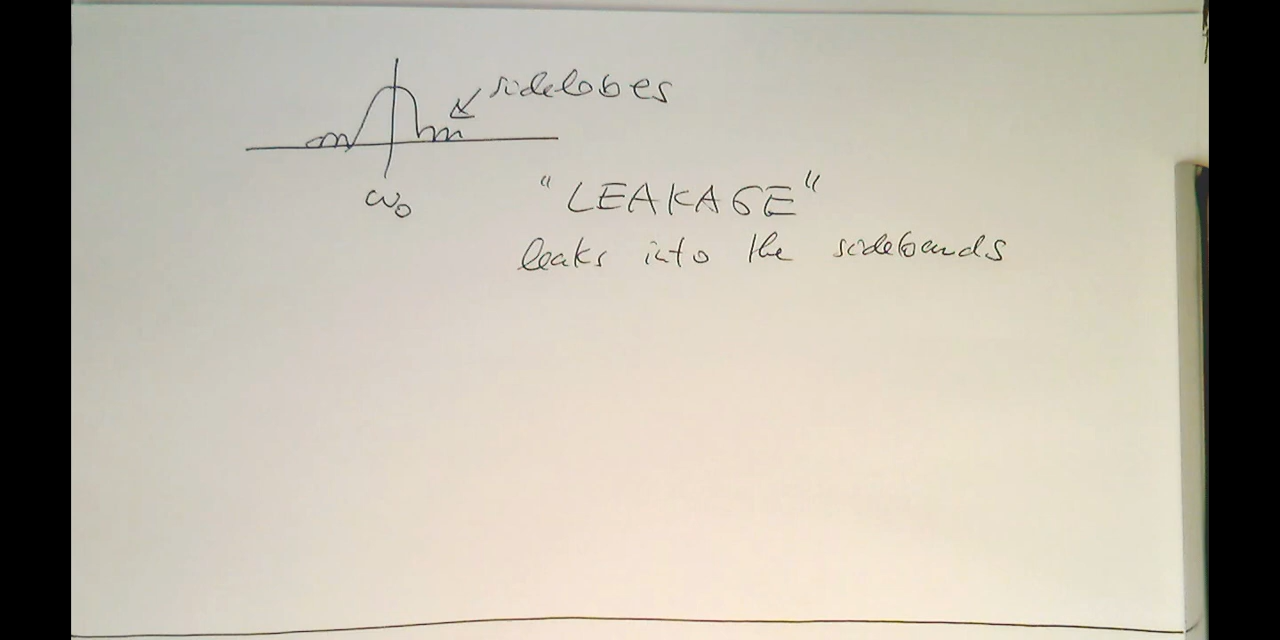 sidelobes
ω₀
"LEAKAGE"
leaks into the sidebands